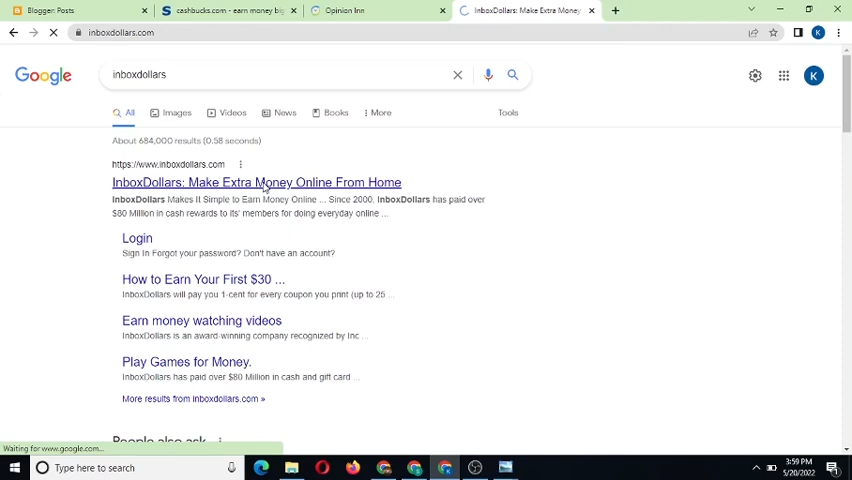 Blogger: Posts
cashbucks.com - earn money big
Opinion Inn
InboxDollars: Make Extra Money
inboxdollars.com
K
Google
inboxdollars
K
All
Images
Videos
News
Books
More
Tools
About 684,000 results (0.58 seconds)
https://www.inboxdollars.com
InboxDollars: Make Extra Money Online From Home
InboxDollars Makes It Simple to Earn Money Online ... Since 2000, InboxDollars has paid over
$80 Million in cash rewards to its' members for doing everyday online ...
Login
Sign In Forgot your password? Don't have an account?
How to Earn Your First $30 ...
InboxDollars will pay you 1-cent for every coupon you print (up to 25 ...
Earn money watching videos
InboxDollars is an award-winning company recognized by Inc ...
Play Games for Money.
InboxDollars has paid over $80 Million in cash and gift card ...
More results from inboxdollars.com »
People also ask
Waiting for www.google.com...
Type here to search
3:59 PM
5/20/2022